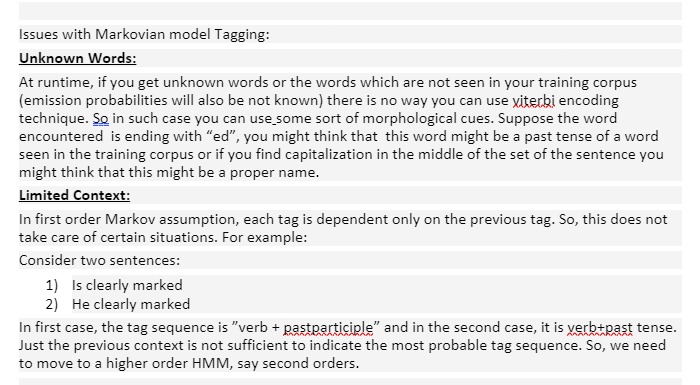 Issues with Markovian model Tagging:
Unknown Words:
At runtime, if you get unknown words or the words which are not seen in your training corpus
(emission probabilities will also be not known) there is no way you can use viterbi encoding
technique. So in such case you can use some sort of morphological cues. Suppose the word
encountered  is ending with “ed”, you might think that  this word might be a past tense of a word
seen in the training corpus or if you find capitalization in the middle of the set of the sentence you
might think that this might be a proper name.
Limited Context:
In first order Markov assumption, each tag is dependent only on the previous tag. So, this does not
take care of certain situations. For example:
Consider two sentences:
1) Is clearly marked
2) He clearly marked
In first case, the tag sequence is ”verb + pastparticiple” and in the second case, it is verb+past tense.
Just the previous context is not sufficient to indicate the most probable tag sequence. So, we need
to move to a higher order HMM, say second orders.